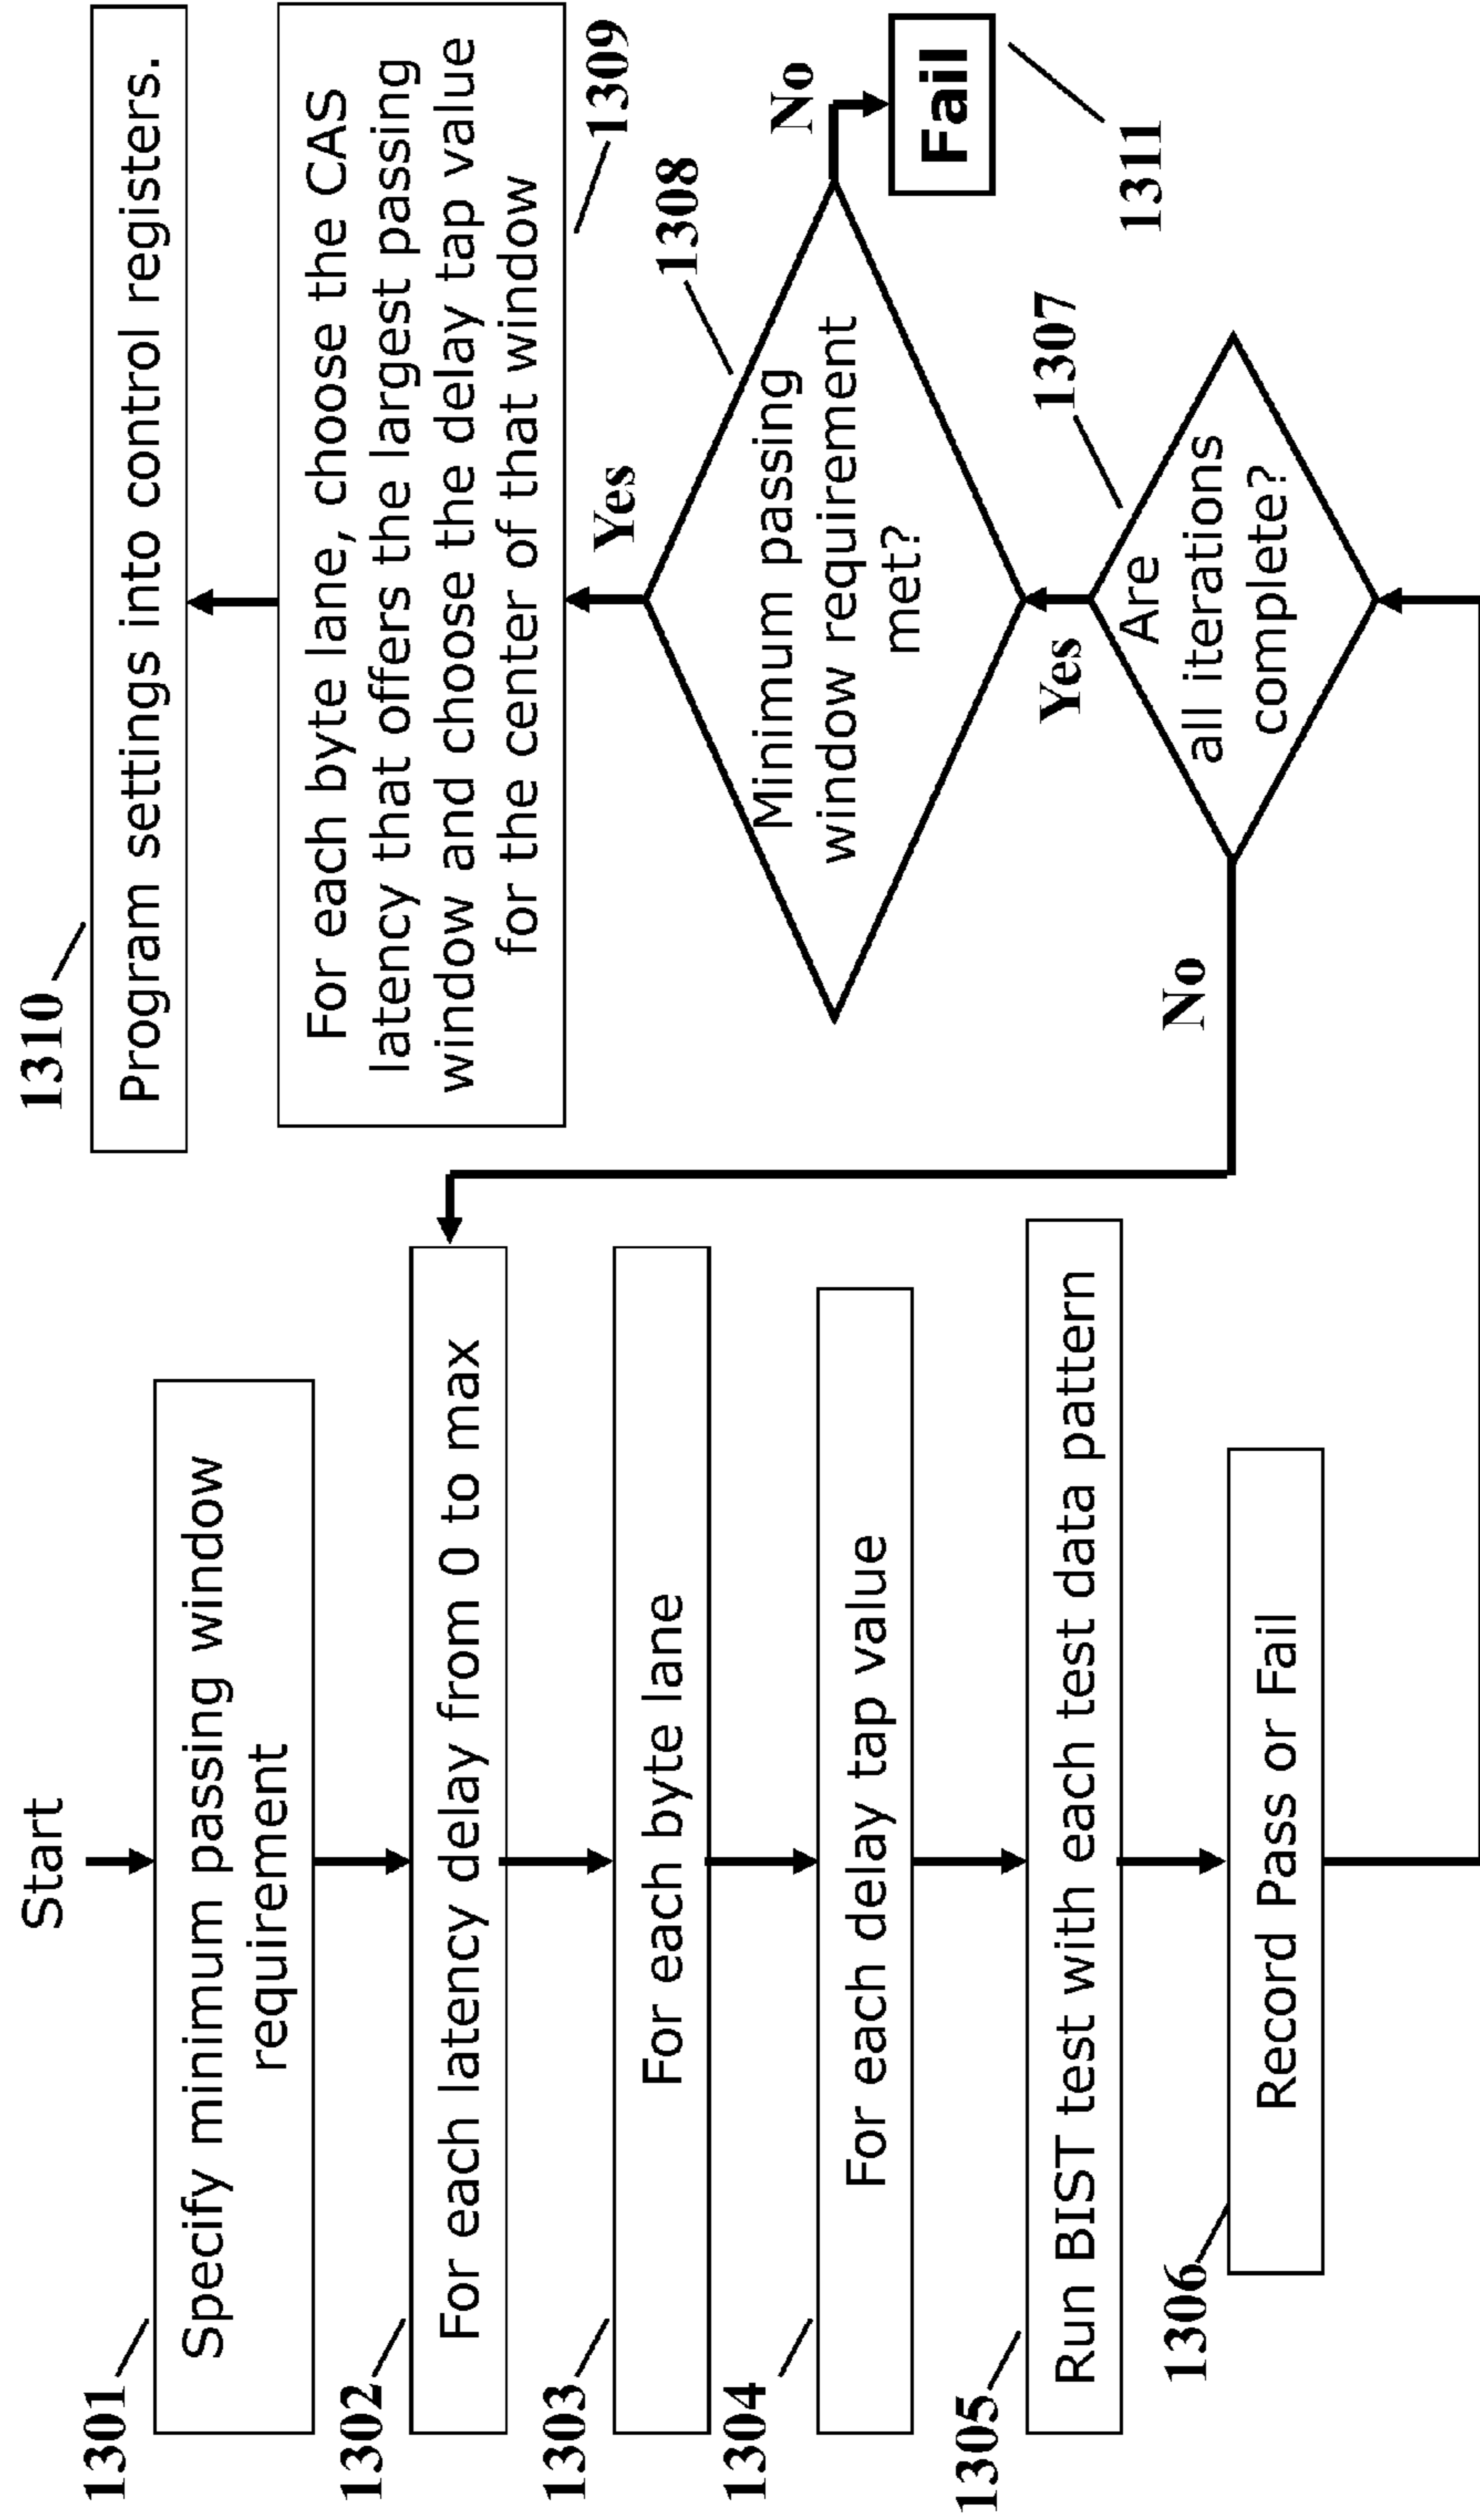 Start
1301
Specify minimum passing window
requirement
1302
For each latency delay from 0 to max
1303
For each byte lane
1304
For each delay tap value
1305
Run BIST test with each test data pattern
1306
Record Pass or Fail
1310
Program settings into control registers.
For each byte lane, choose the CAS
latency that offers the largest passing
window and choose the delay tap value
for the center of that window
1309
Yes
1308
No
Minimum passing
window requirement
met?
Fail
1311
Yes
1307
Are
all iterations
complete?
No